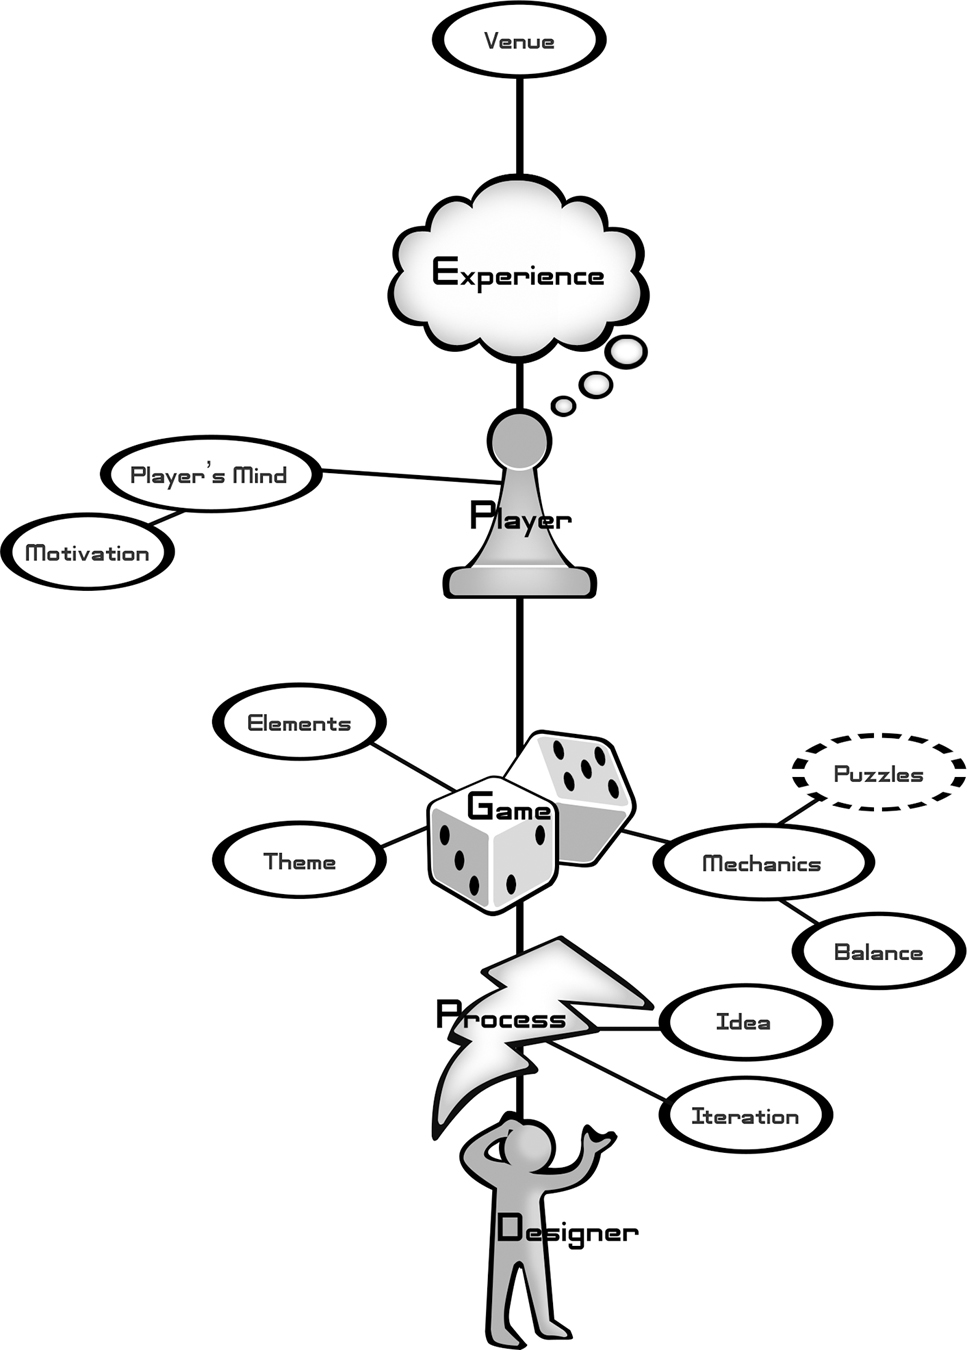 Venue
Experience
Player's Mind
Motivation
Player
Elements
Game
Puzzles
Theme
Mechanics
Balance
Process
Idea
Iteration
Designer